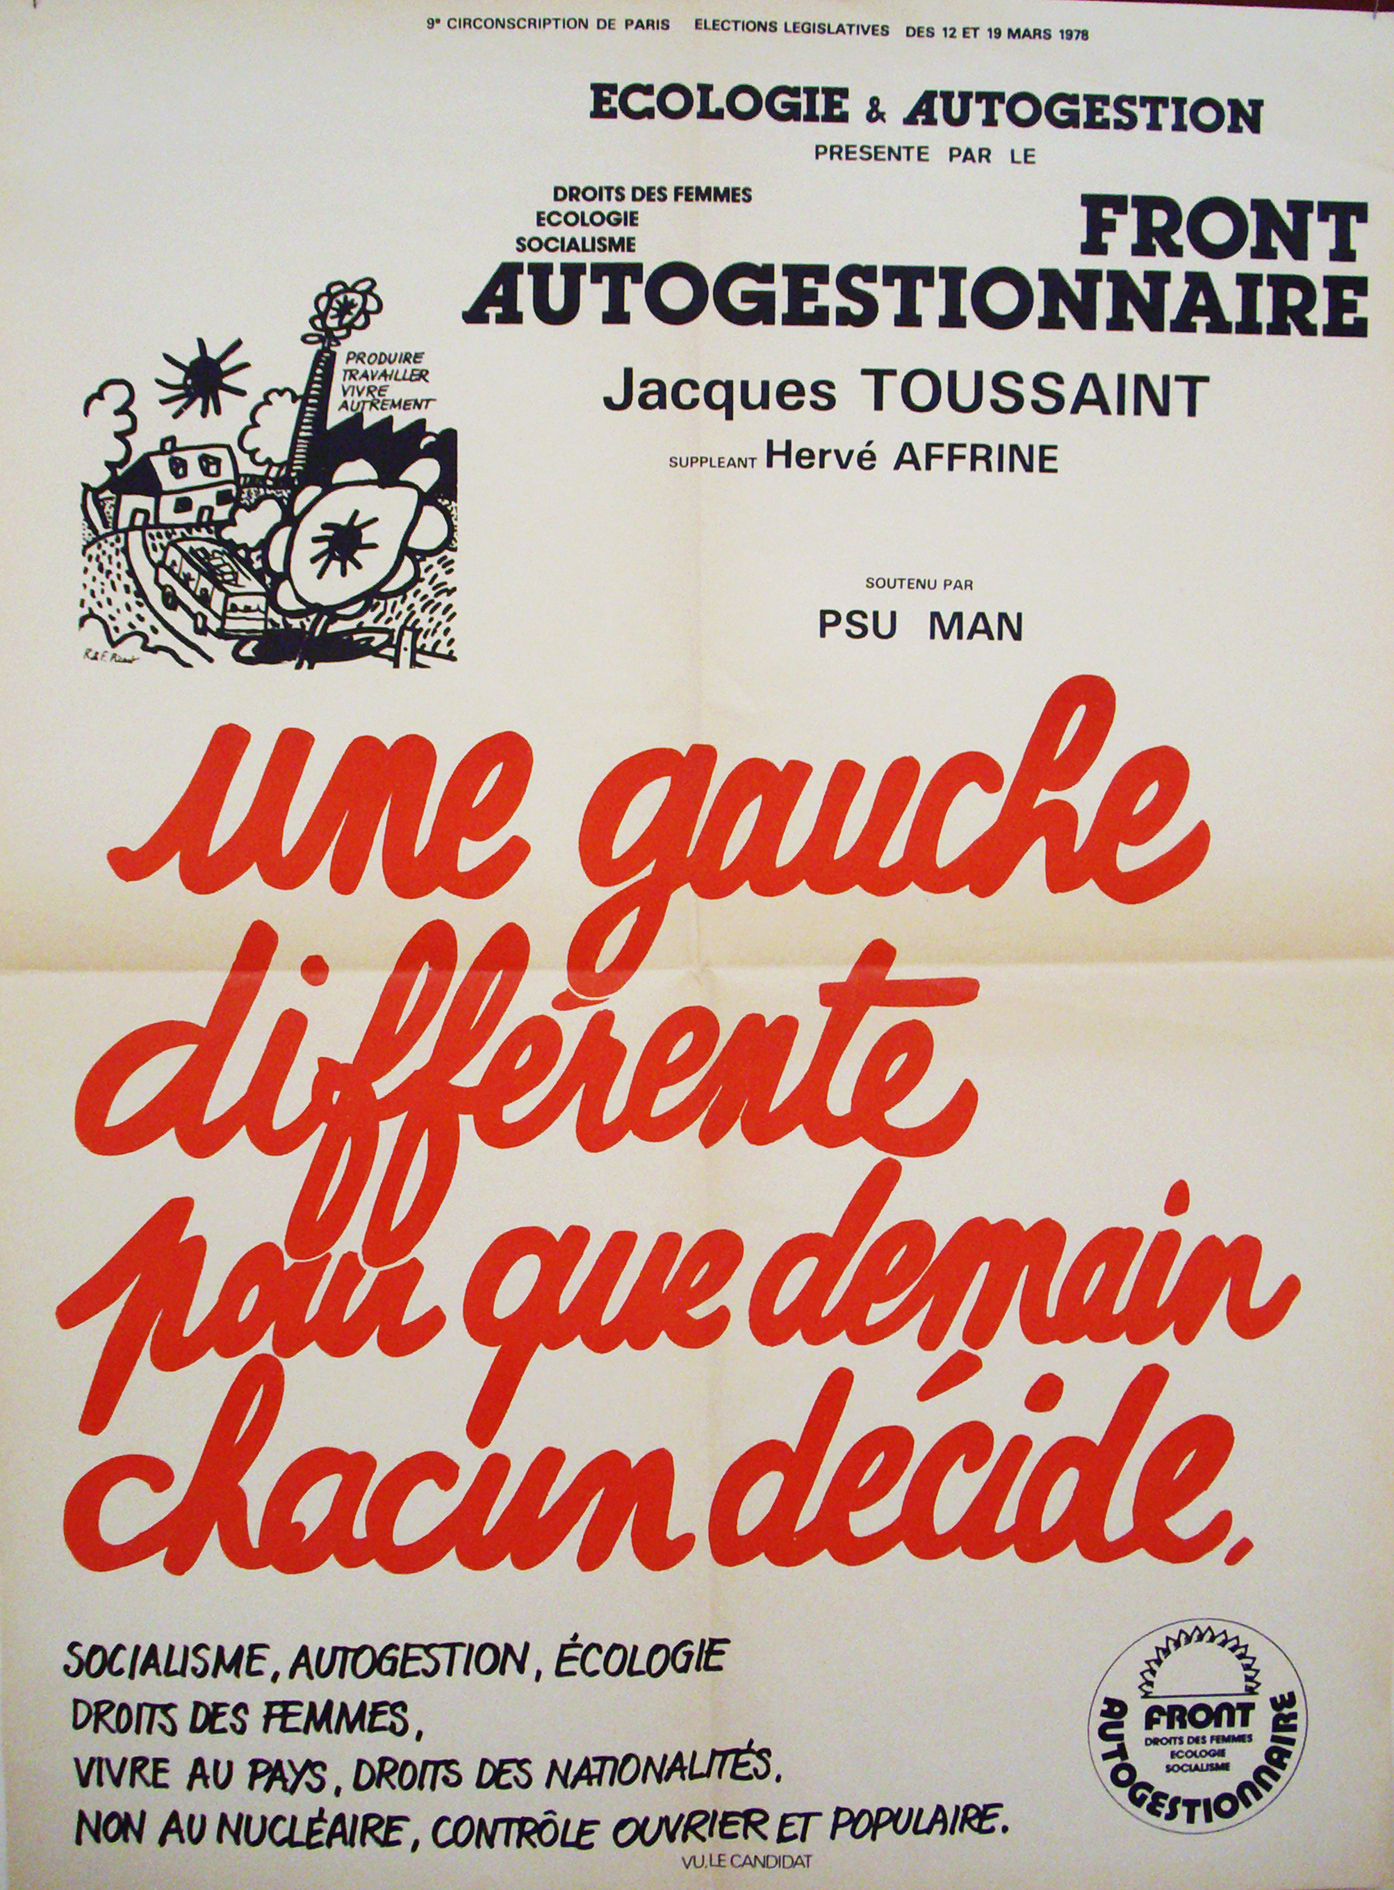 9e CIRCONSCRIPTION DE PARIS ELECTIONS LEGISLATIVES DES 12 ET 19 MARS 1978
ECOLOGIE & AUTOGESTION
PRESENTE PAR LE
DROITS DES FEMMES
ECOLOGIE
SOCIALISME
FRONT
AUTOGESTIONNAIRE
Jacques TOUSSAINT
SUPPLEANT Hervé AFFRINE
PRODUIRE
TRAVAILLER
VIVRE
AUTREMENT
SOUTENU PAR
PSU MAN
une gauche
différente
pour que demain
chacun décide.
SOCIALISME, AUTOGESTION, ÉCOLOGIE
DROITS DES FEMMES,
VIVRE AU PAYS, DROITS DES NATIONALITÉS.
NON AU NUCLÉAIRE, CONTRÔLE OUVRIER ET POPULAIRE.
VU, LE CANDIDAT
FRONT
DROITS DES FEMMES
ECOLOGIE
SOCIALISME
AUTOGESTIONNAIRE